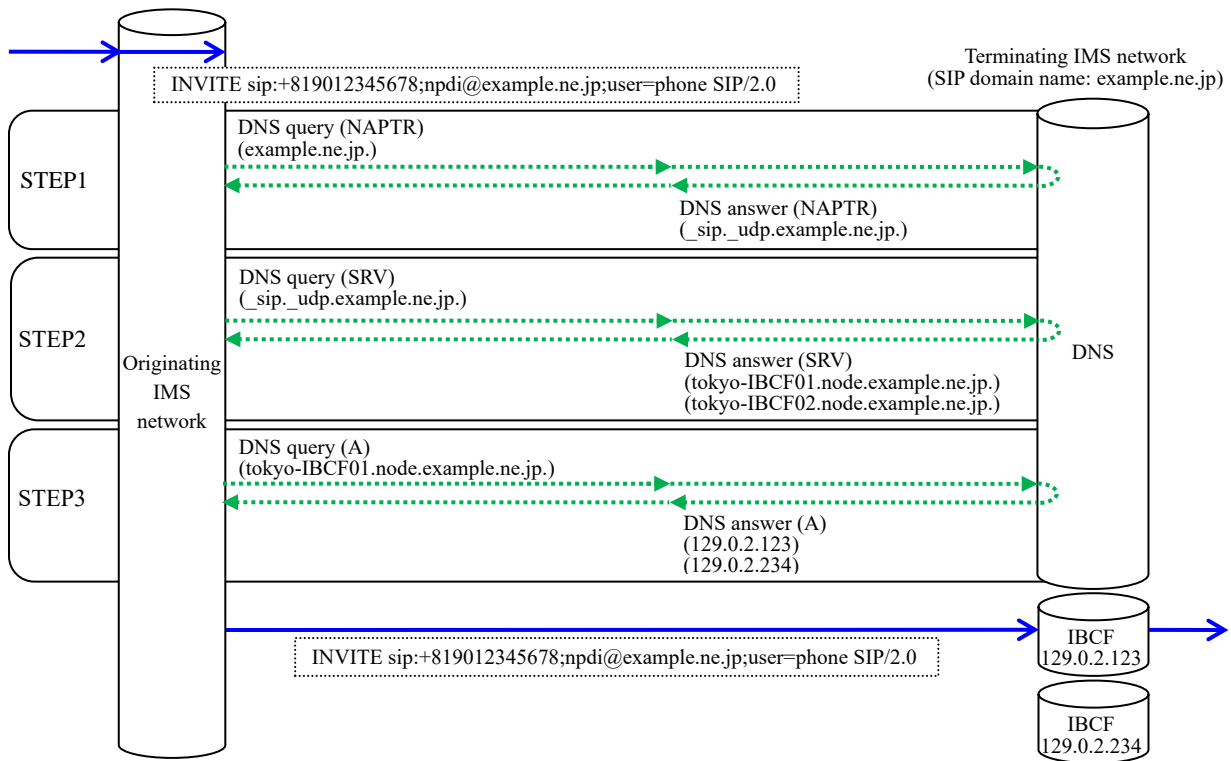 Terminating IMS network
(SIP domain name: example.ne.jp)
INVITE sip:+819012345678;npdi@example.ne.jp;user=phone SIP/2.0
STEP1
DNS query (NAPTR)
(example.ne.jp.)
DNS answer (NAPTR)
(_sip._udp.example.ne.jp.)
STEP2
DNS query (SRV)
(_sip._udp.example.ne.jp.)
DNS answer (SRV)
(tokyo-IBCF01.node.example.ne.jp.)
(tokyo-IBCF02.node.example.ne.jp.)
Originating
IMS
network
DNS
STEP3
DNS query (A)
(tokyo-IBCF01.node.example.ne.jp.)
DNS answer (A)
(129.0.2.123)
(129.0.2.234)
INVITE sip:+819012345678;npdi@example.ne.jp;user=phone SIP/2.0
IBCF
129.0.2.123
IBCF
129.0.2.234